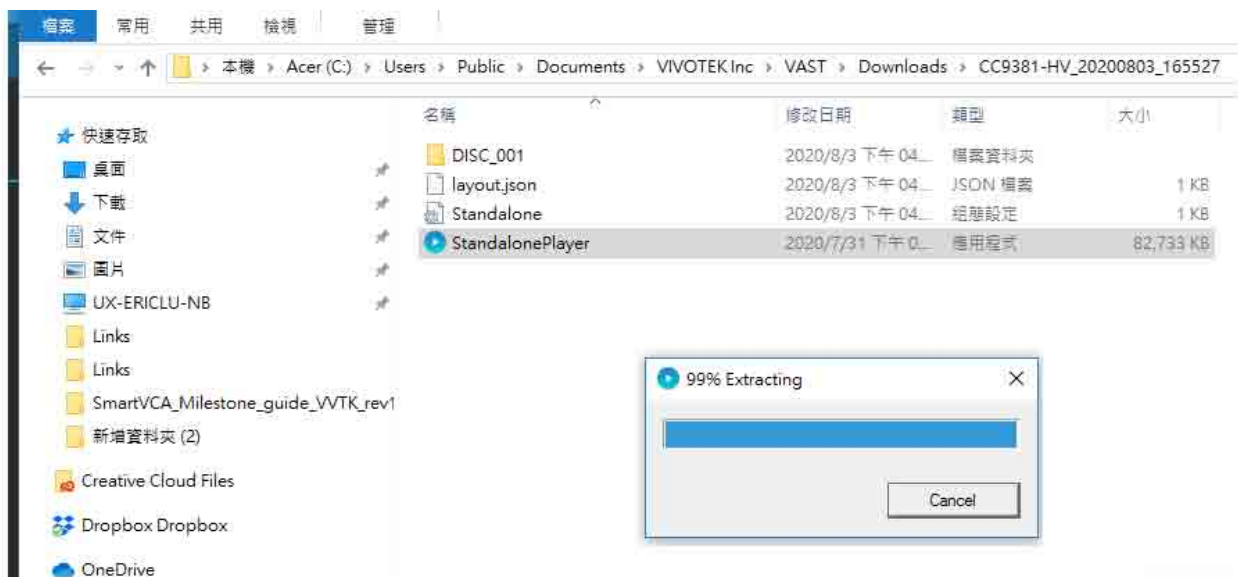 檔案 常用 共用 檢視 管理
本機 › Acer (C:) › Users › Public › Documents › VIVOTEK Inc › VAST › Downloads › CC9381-HV_20200803_165527
名稱 修改日期 類型 大小
快速存取
桌面
下載
文件
圖片
UX-ERICLU-NB
Links
Links
SmartVCA_Milestone_guide_VVTK_rev1
新增資料夾 (2)
Creative Cloud Files
Dropbox Dropbox
OneDrive
DISC_001 2020/8/3 下午 04... 檔案資料夾
layout.json 2020/8/3 下午 04... JSON 檔案 1 KB
Standalone 2020/8/3 下午 04... 組態設定 1 KB
StandalonePlayer 2020/7/31 下午 0... 應用程式 82,733 KB
99% Extracting
Cancel